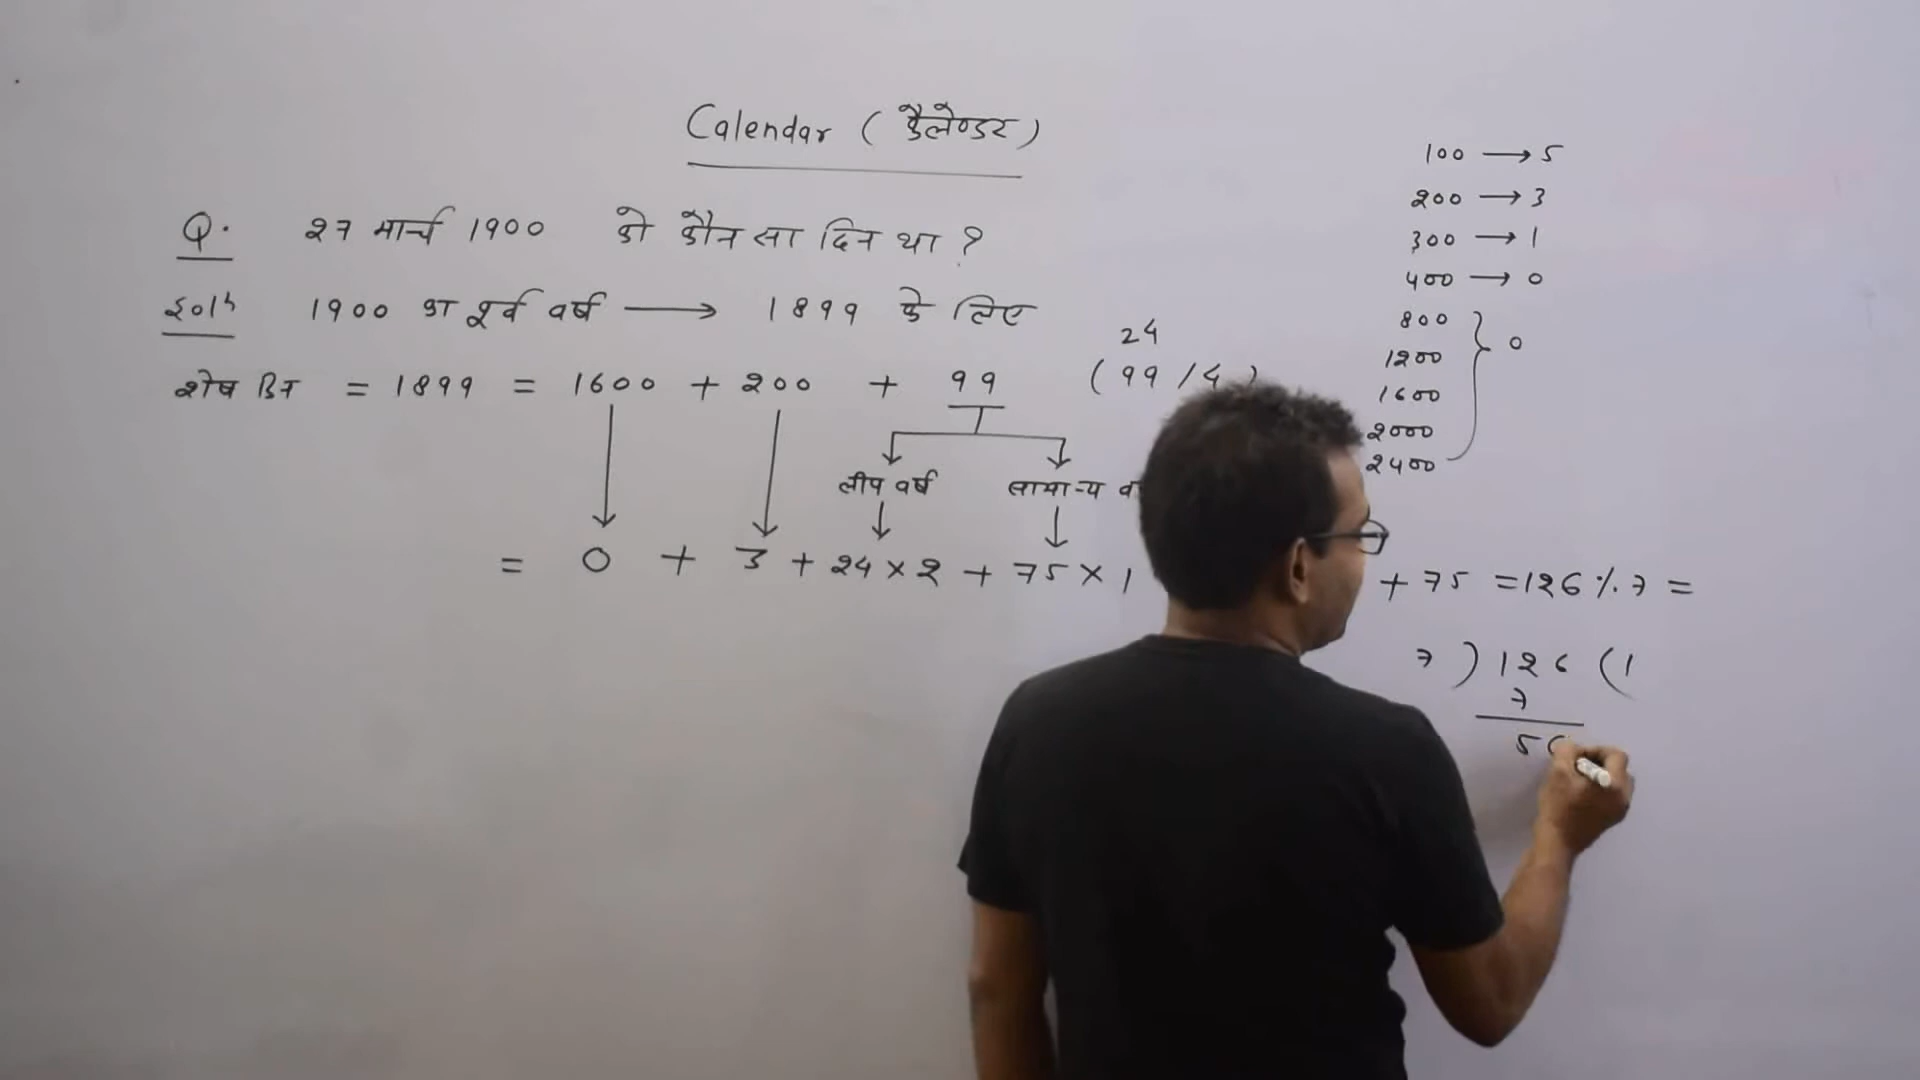 Calendar (कैलेण्डर)
Q. 27 मार्च 1900 को कौन सा दिन था ?
Solⁿ 1900 का पूर्व वर्ष ⟶ 1899 के लिए
24
शेष दिन = 1899 = 1600 + 200 + 99 (99/4)
लीप वर्ष सामान्य
= 0 + 3 + 24 × 2 + 75 × 1 + 75 = 126 % 7 =
7 ) 126 ( 1
7
56
100 ⟶ 5
200 ⟶ 3
300 ⟶ 1
400 ⟶ 0
800
1200 } 0
1600
2000
2400